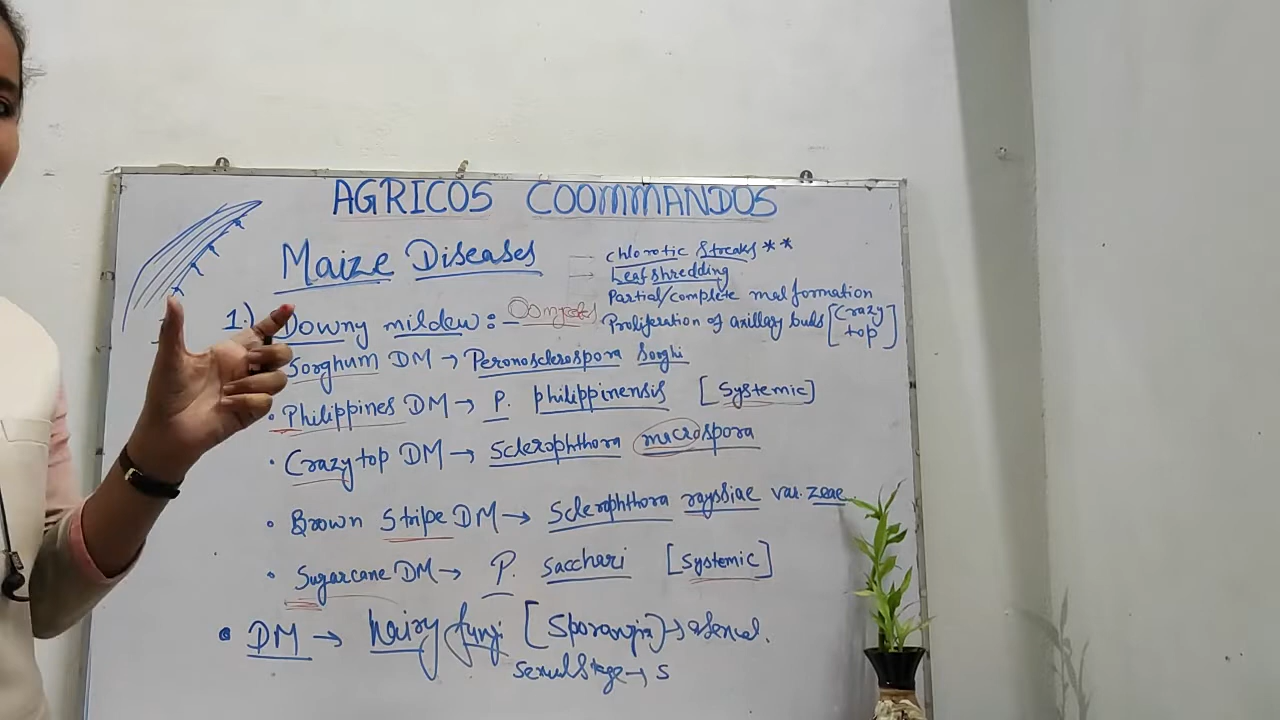 AGRICOS COOMMANDOS
Maize Diseases
chlorotic streaks **
Leaf shredding
Partial/complete malformation
Proliferation of axillary buds [Crazy top]
1.) Downy mildew :-
Sorghum DM → Peronosclerospora Sorghi
• Philippines DM → P. philippinensis [Systemic]
• Crazy top DM → Sclerophthora microspora
• Brown Stripe DM → Sclerophthora rayssiae var. zeae
• Sugarcane DM → P. sacchari [Systemic]
• DM → hairy fungi [Sporangia] → asexual.
sexual stage → S